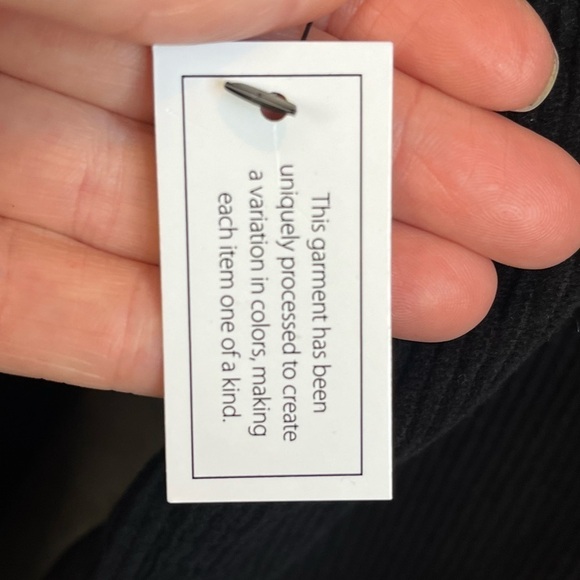 This garment has been
uniquely processed to create
a variation in colors, making
each item one of a kind.